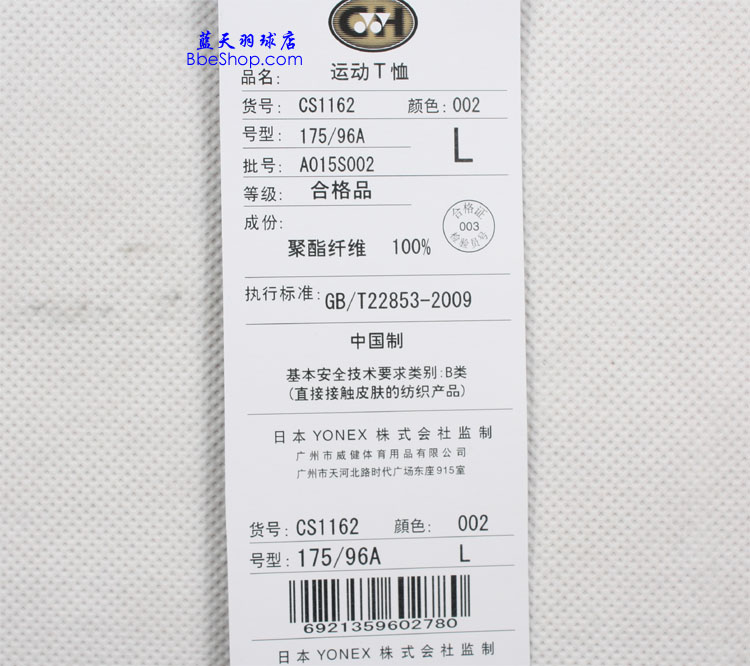 蓝天羽球店
BbeShop.com
品名: 运动T恤
货号: CS1162 颜色: 002
号型: 175/96A L
批号: A015S002
等级: 合格品
成份:
聚酯纤维 100%
合格证
003
检验员号
执行标准: GB/T22853-2009
中国制
基本安全技术要求类别:B类
(直接接触皮肤的纺织产品)
日本 YONEX 株式会社监制
广州市威健体育用品有限公司
广州市天河北路时代广场东座915室
货号: CS1162 顔色: 002
号型: 175/96A L
6921359602780
日本 YONEX 株式会社监制